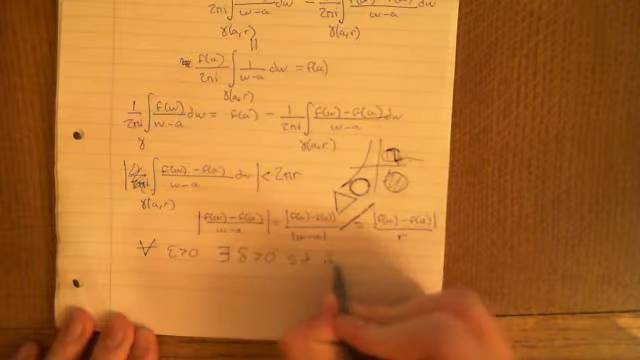 1/2πi ∫ dw = 1/2πi ∫ f(w)-f(a)/w-a dw
γ(a,r) γ(a,r)
||
f(a)/2πi ∫ 1/w-a dw = f(a)
γ(a,r)
1/2πi ∫ f(w)/w-a dw = f(a) - 1/2πi ∫ f(w)-f(a)/w-a dw
γ γ(a,r)
| ∫ f(w)-f(a)/w-a dw | < 2πr
γ(a,r)
| f(w)-f(a)/w-a | = |f(w)-f(a)|/|w-a| = |f(w)-f(a)|/r
∀ ε>0 ∃ δ>0 s.t.